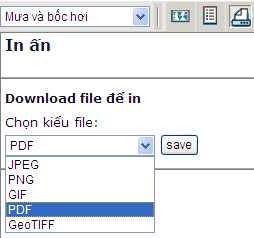 Mưa và bốc hơi
In ấn
Download file để in
Chọn kiểu file:
PDF save
JPEG
PNG
GIF
PDF
GeoTIFF